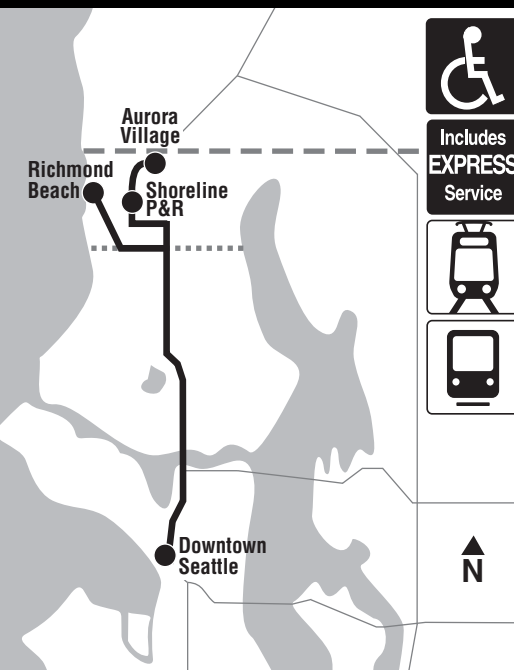 Aurora
Village
Richmond
Beach
Shoreline
P&R
Includes
EXPRESS
Service
Downtown
Seattle
N